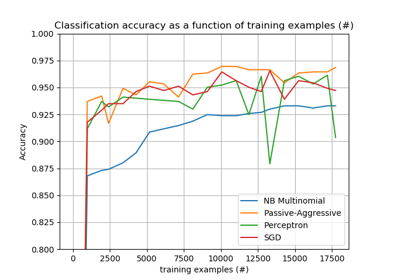 Classification accuracy as a function of training examples (#)
1.000
0.975
0.950
0.925
0.900
0.875
0.850
0.825
0.800
Accuracy
NB Multinomial
Passive-Aggressive
Perceptron
SGD
0 2500 5000 7500 10000 12500 15000 17500
training examples (#)